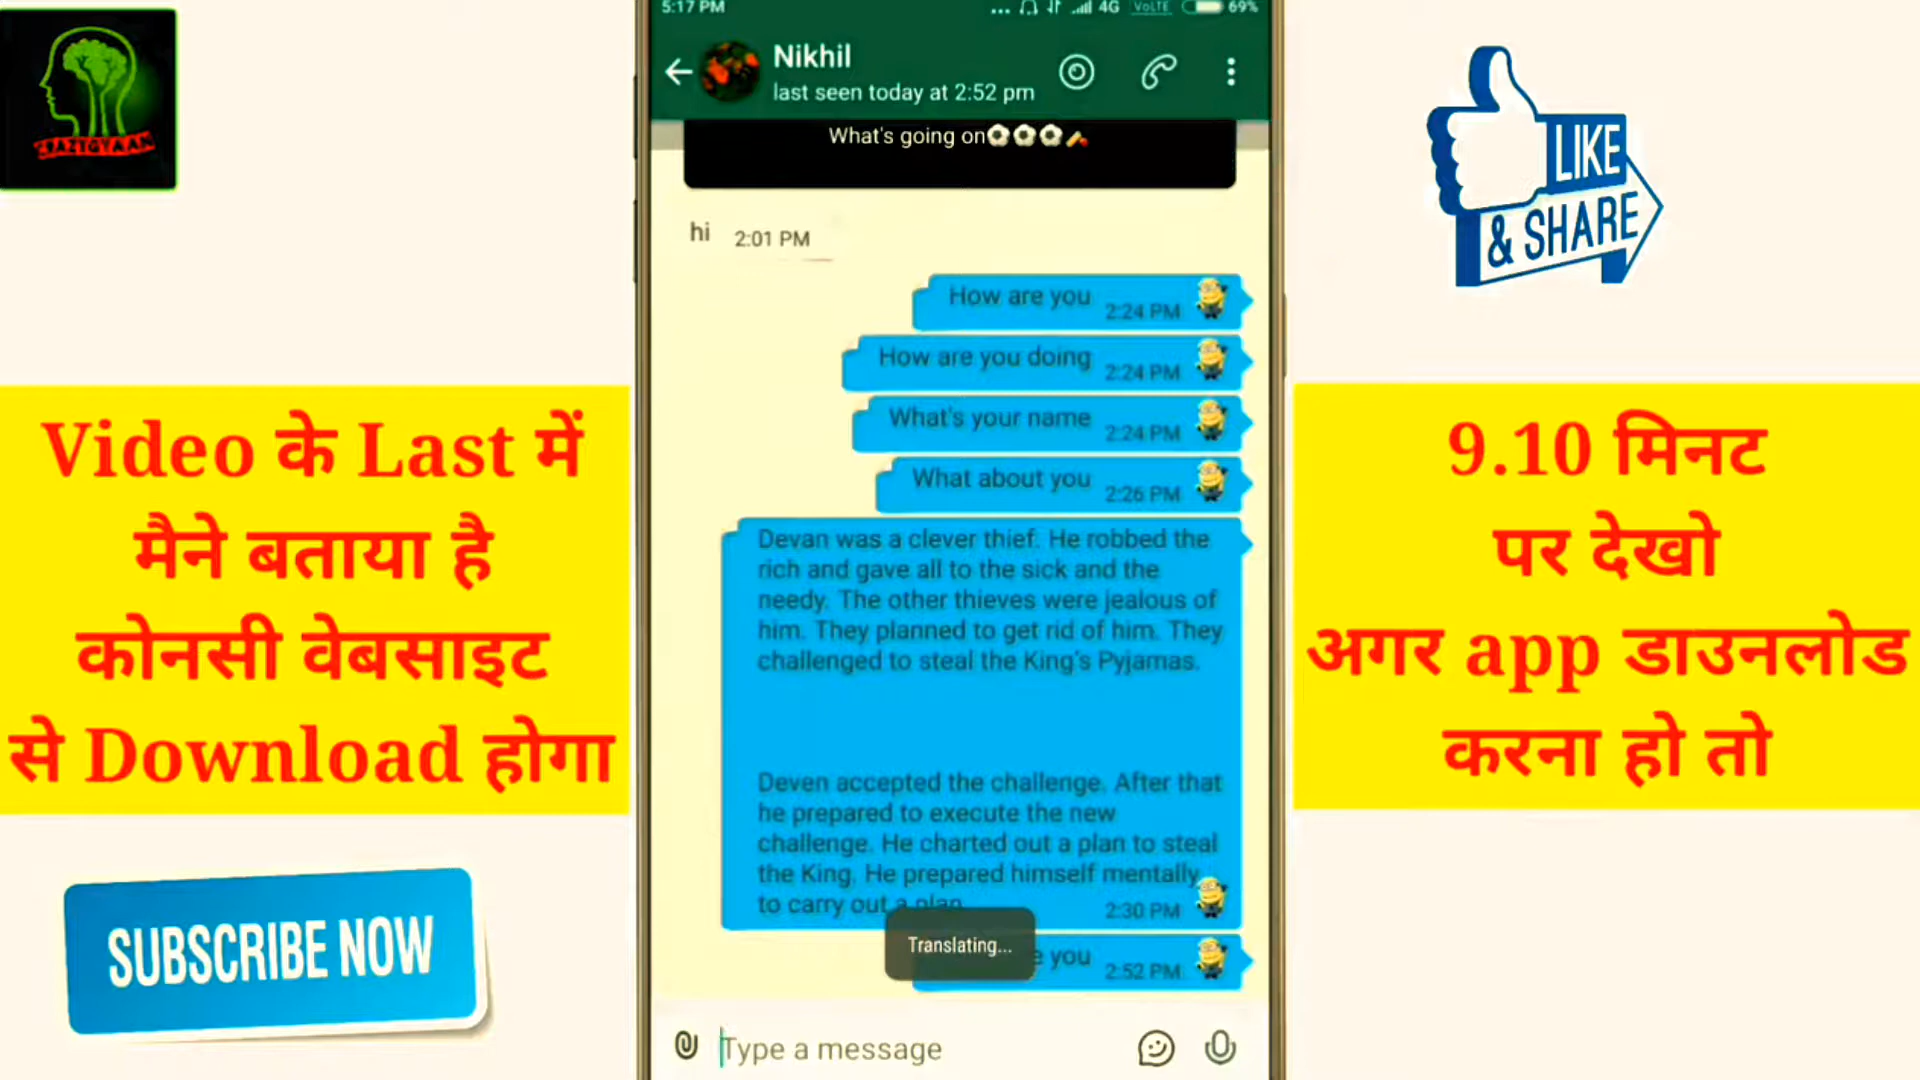 CRAZYGYAAN
Video के Last में
मैने बताया है
कोनसी वेबसाइट
से Download होगा
SUBSCRIBE NOW
5:17 PM
... 4G VoLTE 69%
Nikhil
last seen today at 2:52 pm
What's going on⚽⚽⚽
hi 2:01 PM
How are you 2:24 PM
How are you doing 2:24 PM
What's your name 2:24 PM
What about you 2:26 PM
Devan was a clever thief. He robbed the
rich and gave all to the sick and the
needy. The other thieves were jealous of
him. They planned to get rid of him. They
challenged to steal the King's Pyjamas.
Deven accepted the challenge. After that
he prepared to execute the new
challenge. He charted out a plan to steal
the King. He prepared himself mentally
to carry out a plan 2:30 PM
Translating...
e you 2:52 PM
Type a message
LIKE
& SHARE
9.10 मिनट
पर देखो
अगर app डाउनलोड
करना हो तो